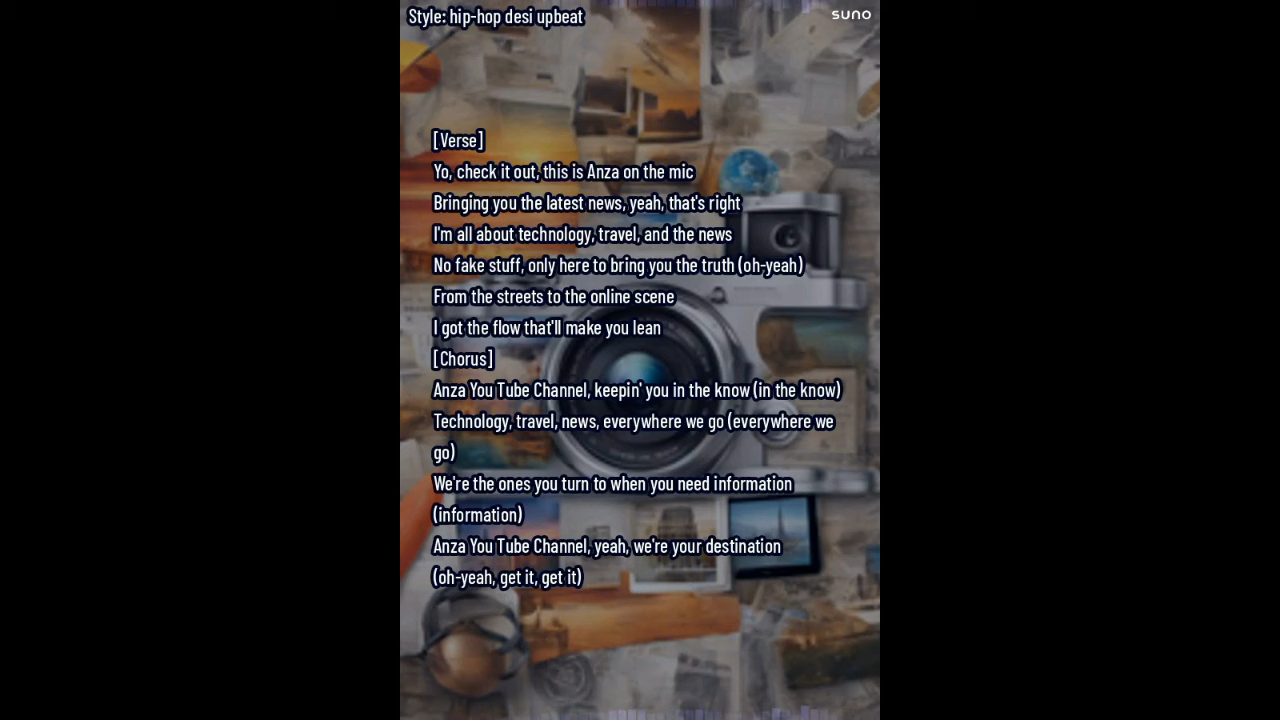 Style: hip-hop desi upbeat
suno
[Verse]
Yo, check it out, this is Anza on the mic
Bringing you the latest news, yeah, that's right
I'm all about technology, travel, and the news
No fake stuff, only here to bring you the truth (oh-yeah)
From the streets to the online scene
I got the flow that'll make you lean
[Chorus]
Anza You Tube Channel, keepin' you in the know (in the know)
Technology, travel, news, everywhere we go (everywhere we
go)
We're the ones you turn to when you need information
(information)
Anza You Tube Channel, yeah, we're your destination
(oh-yeah, get it, get it)